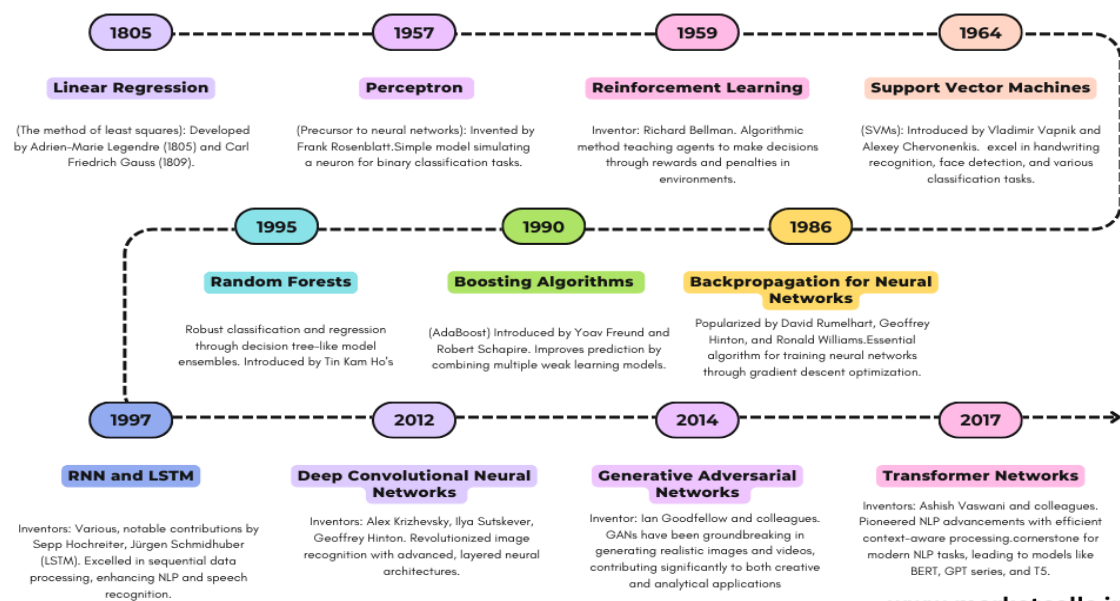 1805
1957
1959
1964
Linear Regression
Perceptron
Reinforcement Learning
Support Vector Machines
(The method of least squares): Developed
by Adrien-Marie Legendre (1805) and Carl
Friedrich Gauss (1809).
(Precursor to neural networks): Invented by
Frank Rosenblatt.Simple model simulating
a neuron for binary classification tasks.
Inventor: Richard Bellman. Algorithmic
method teaching agents to make decisions
through rewards and penalties in
environments.
(SVMs): Introduced by Vladimir Vapnik and
Alexey Chervonenkis. excel in handwriting
recognition, face detection, and various
classification tasks.
1995
1990
1986
Random Forests
Boosting Algorithms
Backpropagation for Neural
Networks
Robust classification and regression
through decision tree-like model
ensembles. Introduced by Tin Kam Ho's
(AdaBoost) Introduced by Yoav Freund and
Robert Schapire. Improves prediction by
combining multiple weak learning models.
Popularized by David Rumelhart, Geoffrey
Hinton, and Ronald Williams.Essential
algorithm for training neural networks
through gradient descent optimization.
1997
2012
2014
2017
RNN and LSTM
Deep Convolutional Neural
Networks
Generative Adversarial
Networks
Transformer Networks
Inventors: Various, notable contributions by
Sepp Hochreiter, Jürgen Schmidhuber
(LSTM). Excelled in sequential data
processing, enhancing NLP and speech
recognition.
Inventors: Alex Krizhevsky, Ilya Sutskever,
Geoffrey Hinton. Revolutionized image
recognition with advanced, layered neural
architectures.
Inventor: Ian Goodfellow and colleagues.
GANs have been groundbreaking in
generating realistic images and videos,
contributing significantly to both creative
and analytical applications
Inventors: Ashish Vaswani and colleagues.
Pioneered NLP advancements with efficient
context-aware processing.cornerstone for
modern NLP tasks, leading to models like
BERT, GPT series, and T5.